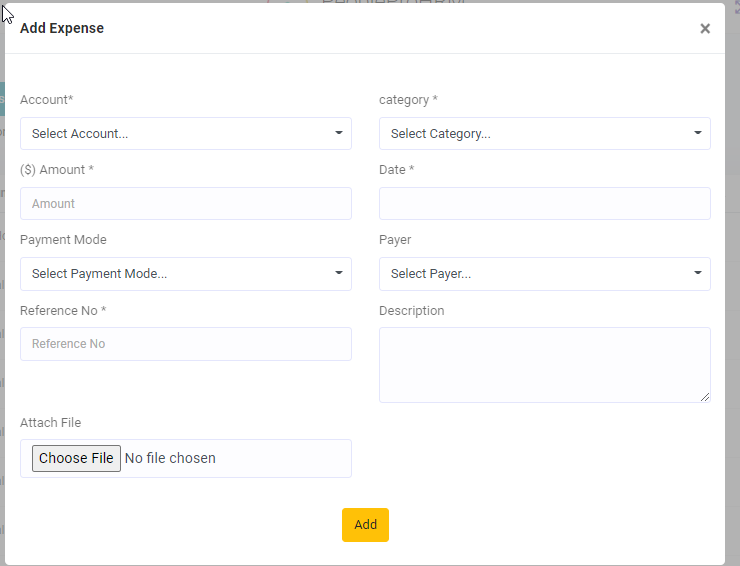 Add Expense ×
Account* category *
Select Account... Select Category...
($) Amount * Date *
Amount
Payment Mode Payer
Select Payment Mode... Select Payer...
Reference No * Description
Reference No
Attach File
Choose File No file chosen
Add